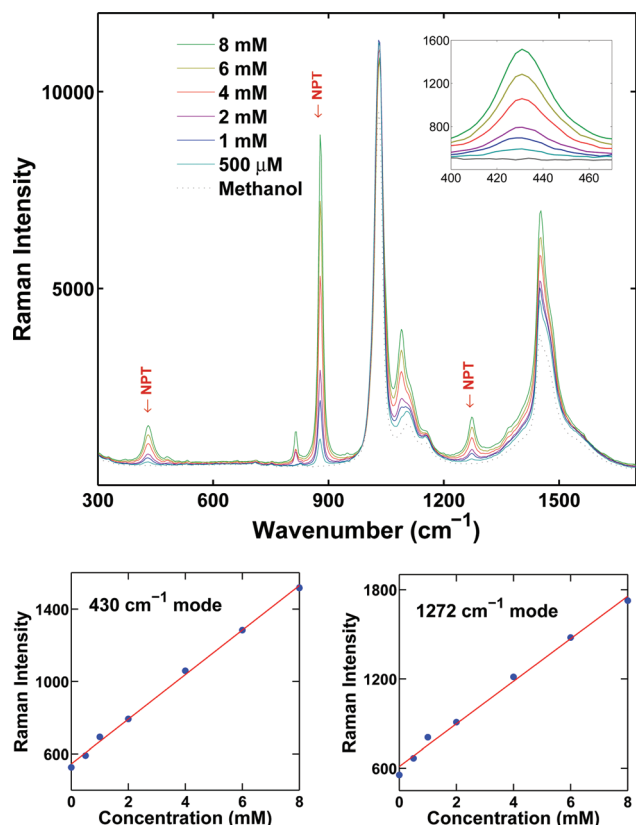 8 mM
6 mM
4 mM
2 mM
1 mM
500 μM
Methanol
← NPT
← NPT
← NPT
10000
5000
Raman Intensity
300 600 900 1200 1500
Wavenumber (cm⁻¹)
1600
1200
800
400 420 440 460
430 cm⁻¹ mode
1400
1000
600
Raman Intensity
0 2 4 6 8
Concentration (mM)
1272 cm⁻¹ mode
1800
1200
600
Raman Intensity
0 2 4 6 8
Concentration (mM)